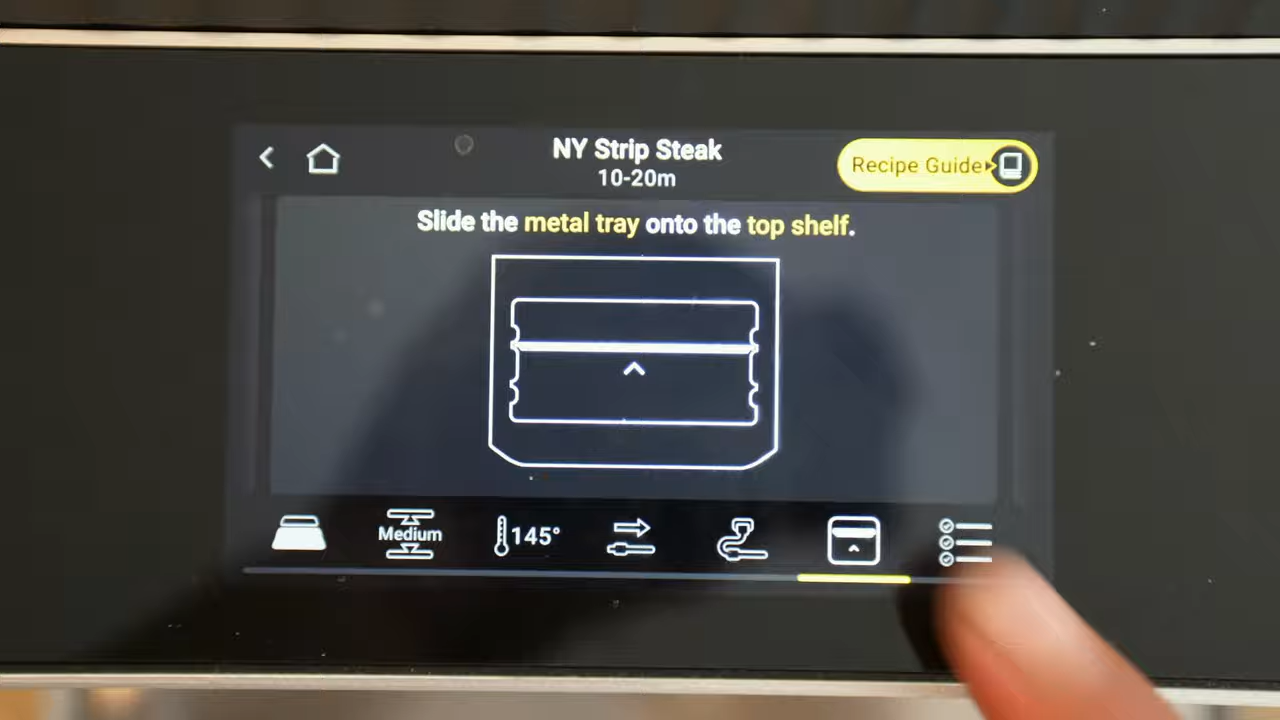 NY Strip Steak
10-20m
Recipe Guide
Slide the metal tray onto the top shelf.
Medium
145°